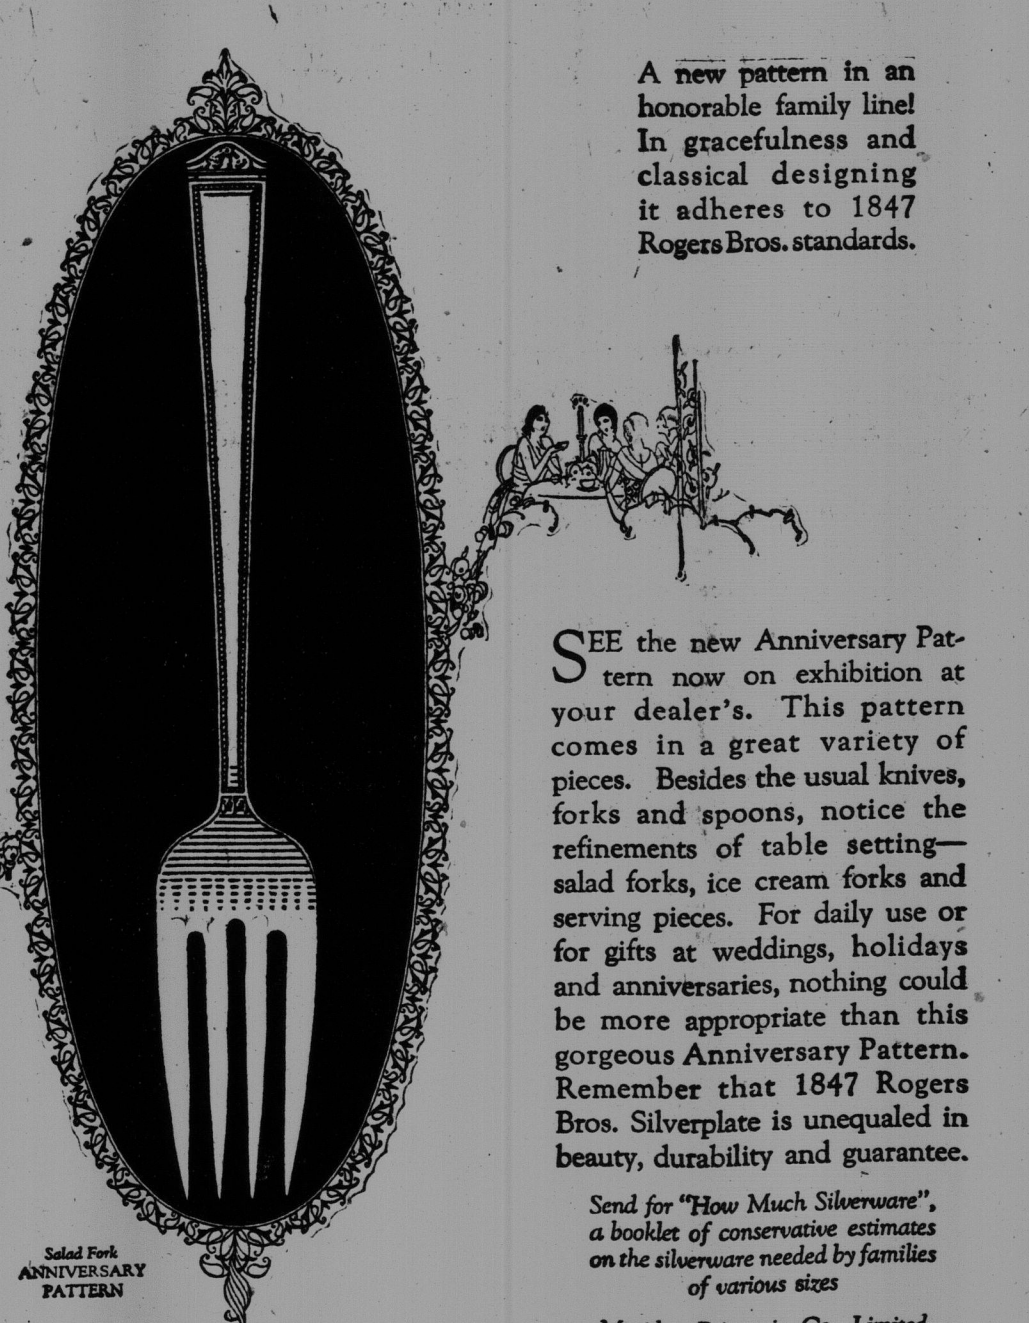 A new pattern in an
honorable family line!
In gracefulness and
classical designing
it adheres to 1847
Rogers Bros. standards.
SEE the new Anniversary Pat-
tern now on exhibition at
your dealer's. This pattern
comes in a great variety of
pieces. Besides the usual knives,
forks and spoons, notice the
refinements of table setting—
salad forks, ice cream forks and
serving pieces. For daily use or
for gifts at weddings, holidays
and anniversaries, nothing could
be more appropriate than this
gorgeous Anniversary Pattern.
Remember that 1847 Rogers
Bros. Silverplate is unequaled in
beauty, durability and guarantee.
Send for "How Much Silverware",
a booklet of conservative estimates
on the silverware needed by families
of various sizes
Salad Fork
ANNIVERSARY
PATTERN